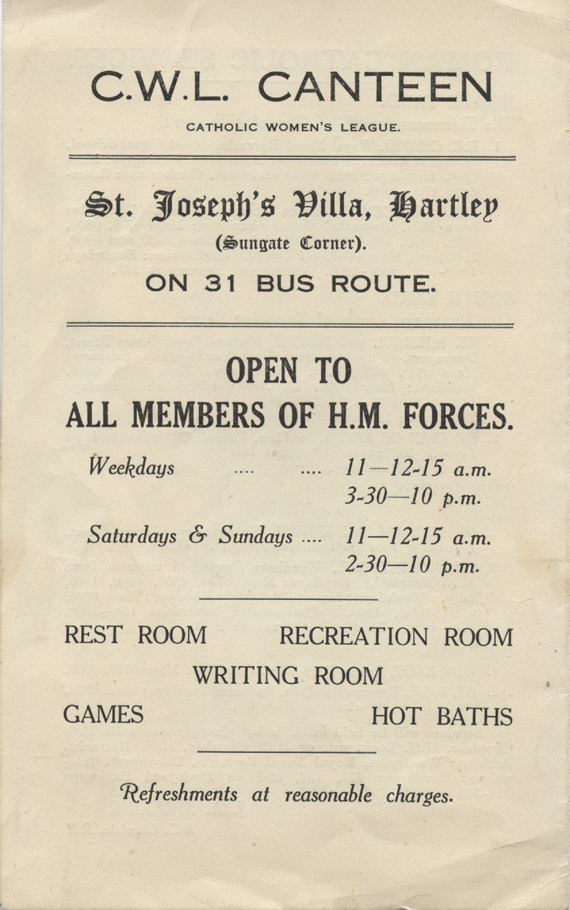 C.W.L. CANTEEN
CATHOLIC WOMEN'S LEAGUE.
St. Joseph's Villa, Hartley
(Sungate Corner).
ON 31 BUS ROUTE.
OPEN TO
ALL MEMBERS OF H.M. FORCES.
Weekdays .... .... 11—12-15 a.m.
3-30—10 p.m.
Saturdays & Sundays .... 11—12-15 a.m.
2-30—10 p.m.
REST ROOM RECREATION ROOM
WRITING ROOM
GAMES HOT BATHS
Refreshments at reasonable charges.